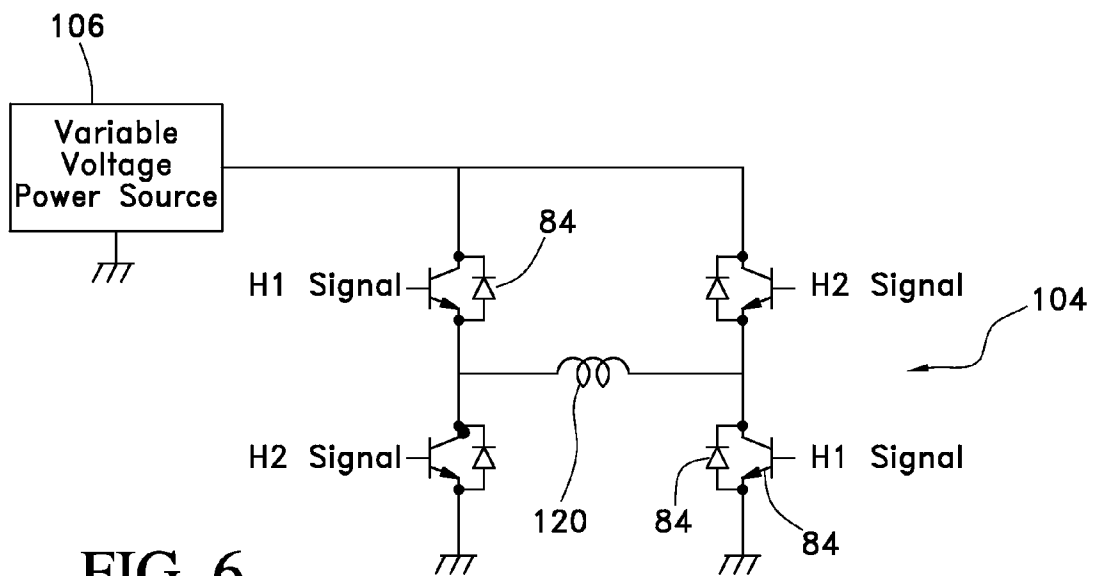 106
Variable
Voltage
Power Source
84
H1 Signal
H2 Signal
104
H2 Signal
H1 Signal
120
84
84
FIG. 6